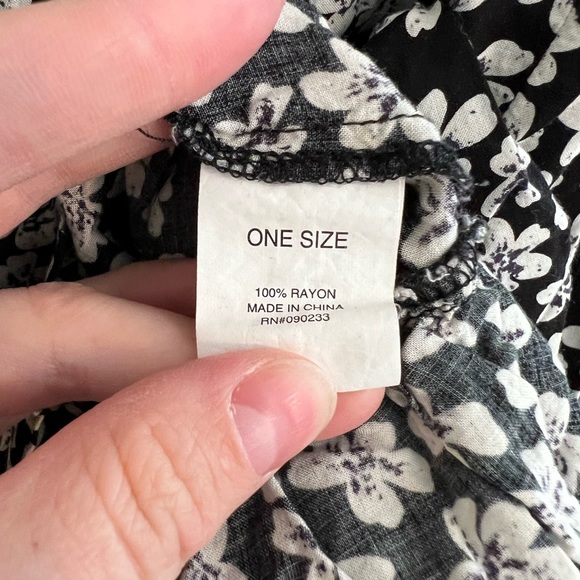 ONE SIZE
100% RAYON
MADE IN CHINA
RN#090233